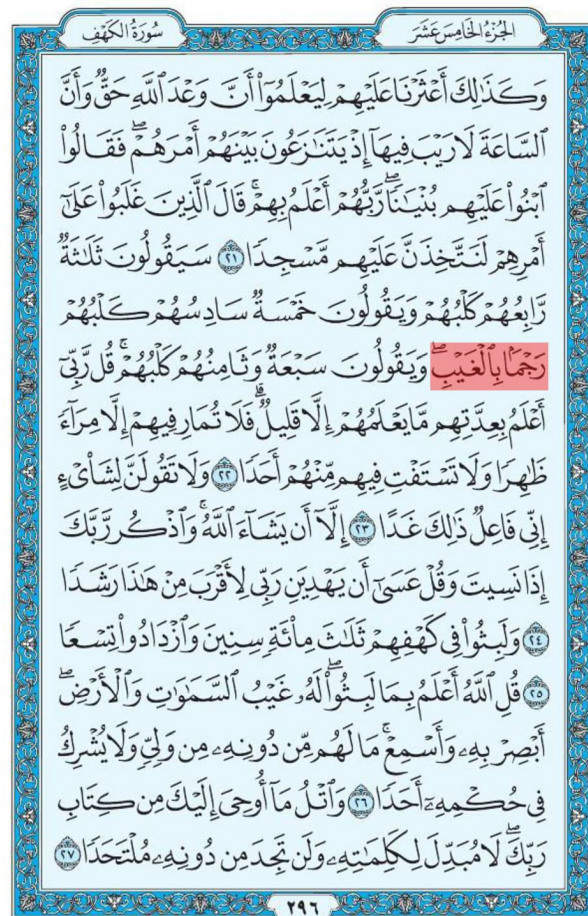 الجُزْءُ الخَامِسَ عَشَرَ
سُورَةُ الكَهْفِ
وَكَذَٰلِكَ أَعْثَرْنَا عَلَيْهِمْ لِيَعْلَمُوٓا۟ أَنَّ وَعْدَ ٱللَّهِ حَقٌّ وَأَنَّ
ٱلسَّاعَةَ لَا رَيْبَ فِيهَآ إِذْ يَتَنَٰزَعُونَ بَيْنَهُمْ أَمْرَهُمْ ۖ فَقَالُوا۟
ٱبْنُوا۟ عَلَيْهِم بُنْيَٰنًا ۖ رَّبُّهُمْ أَعْلَمُ بِهِمْ ۚ قَالَ ٱلَّذِينَ غَلَبُوا۟ عَلَىٰٓ
أَمْرِهِمْ لَنَتَّخِذَنَّ عَلَيْهِم مَّسْجِدًا ٢١ سَيَقُولُونَ ثَلَٰثَةٌ
رَّابِعُهُمْ كَلْبُهُمْ وَيَقُولُونَ خَمْسَةٌ سَادِسُهُمْ كَلْبُهُمْ
رَجْمًۢا بِٱلْغَيْبِ ۖ وَيَقُولُونَ سَبْعَةٌ وَثَامِنُهُمْ كَلْبُهُمْ ۚ قُل رَّبِّىٓ
أَعْلَمُ بِعِدَّتِهِم مَّا يَعْلَمُهُمْ إِلَّا قَلِيلٌ ۗ فَلَا تُمَارِ فِيهِمْ إِلَّا مِرَآءً
ظَٰهِرًا وَلَا تَسْتَفْتِ فِيهِم مِّنْهُمْ أَحَدًا ٢٢ وَلَا تَقُولَنَّ لِشَا۟ىْءٍ
إِنِّى فَاعِلٌ ذَٰلِكَ غَدًا ٢٣ إِلَّآ أَن يَشَآءَ ٱللَّهُ ۚ وَٱذْكُر رَّبَّكَ
إِذَا نَسِيتَ وَقُلْ عَسَىٰٓ أَن يَهْدِيَنِ رَبِّى لِأَقْرَبَ مِنْ هَٰذَا رَشَدًا
٢٤ وَلَبِثُوا۟ فِى كَهْفِهِمْ ثَلَٰثَ مِا۟ئَةٍ سِنِينَ وَٱزْدَادُوا۟ تِسْعًا
٢٥ قُلِ ٱللَّهُ أَعْلَمُ بِمَا لَبِثُوا۟ ۖ لَهُۥ غَيْبُ ٱلسَّمَٰوَٰتِ وَٱلْأَرْضِ ۖ
أَبْصِرْ بِهِۦ وَأَسْمِعْ ۚ مَا لَهُم مِّن دُونِهِۦ مِن وَلِىٍّ وَلَا يُشْرِكُ
فِى حُكْمِهِۦٓ أَحَدًا ٢٦ وَٱتْلُ مَآ أُوحِىَ إِلَيْكَ مِن كِتَابِ
رَبِّكَ ۖ لَا مُبَدِّلَ لِكَلِمَٰتِهِۦ وَلَن تَجِدَ مِن دُونِهِۦ مُلْتَحَدًا ٢٧
٢٩٦